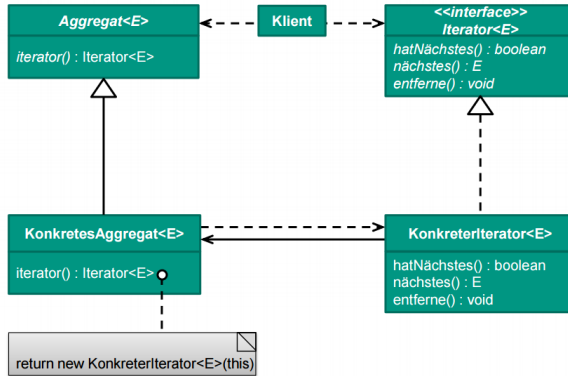 Aggregat<E>
iterator() : Iterator<E>
Klient
<<interface>>
Iterator<E>
hatNächstes() : boolean
nächstes() : E
entferne() : void
KonkretesAggregat<E>
iterator() : Iterator<E>
KonkreterIterator<E>
hatNächstes() : boolean
nächstes() : E
entferne() : void
return new KonkreterIterator<E>(this)